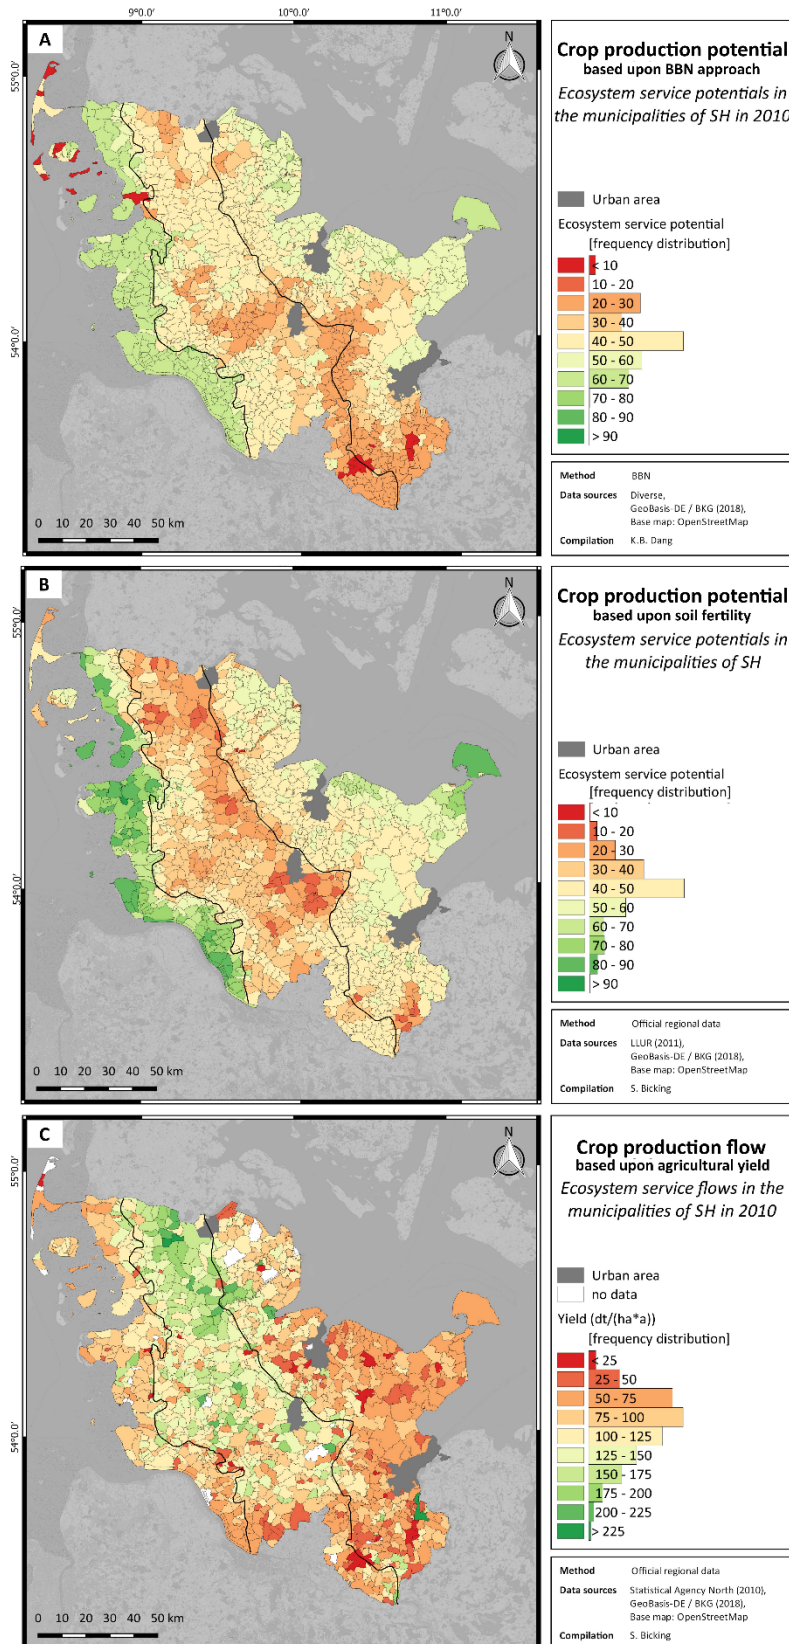 9°0.0' 10°0.0' 11°0.0'
A
N
55°0.0'
54°0.0'
0 10 20 30 40 50 km
Crop production potential
based upon BBN approach
Ecosystem service potentials in
the municipalities of SH in 2010
Urban area
Ecosystem service potential
[frequency distribution]
< 10
10 - 20
20 - 30
30 - 40
40 - 50
50 - 60
60 - 70
70 - 80
80 - 90
> 90
Method BBN
Data sources Diverse,
GeoBasis-DE / BKG (2018),
Base map: OpenStreetMap
Compilation K.B. Dang
B
N
55°0.0'
54°0.0'
0 10 20 30 40 50 km
Crop production potential
based upon soil fertility
Ecosystem service potentials in
the municipalities of SH
Urban area
Ecosystem service potential
[frequency distribution]
< 10
10 - 20
20 - 30
30 - 40
40 - 50
50 - 60
60 - 70
70 - 80
80 - 90
> 90
Method Official regional data
Data sources LLUR (2011),
GeoBasis-DE / BKG (2018),
Base map: OpenStreetMap
Compilation S. Bicking
C
N
55°0.0'
54°0.0'
0 10 20 30 40 50 km
Crop production flow
based upon agricultural yield
Ecosystem service flows in the
municipalities of SH in 2010
Urban area
no data
Yield (dt/(ha*a))
[frequency distribution]
< 25
25 - 50
50 - 75
75 - 100
100 - 125
125 - 150
150 - 175
175 - 200
200 - 225
> 225
Method Official regional data
Data sources Statistical Agency North (2010),
GeoBasis-DE / BKG (2018),
Base map: OpenStreetMap
Compilation S. Bicking